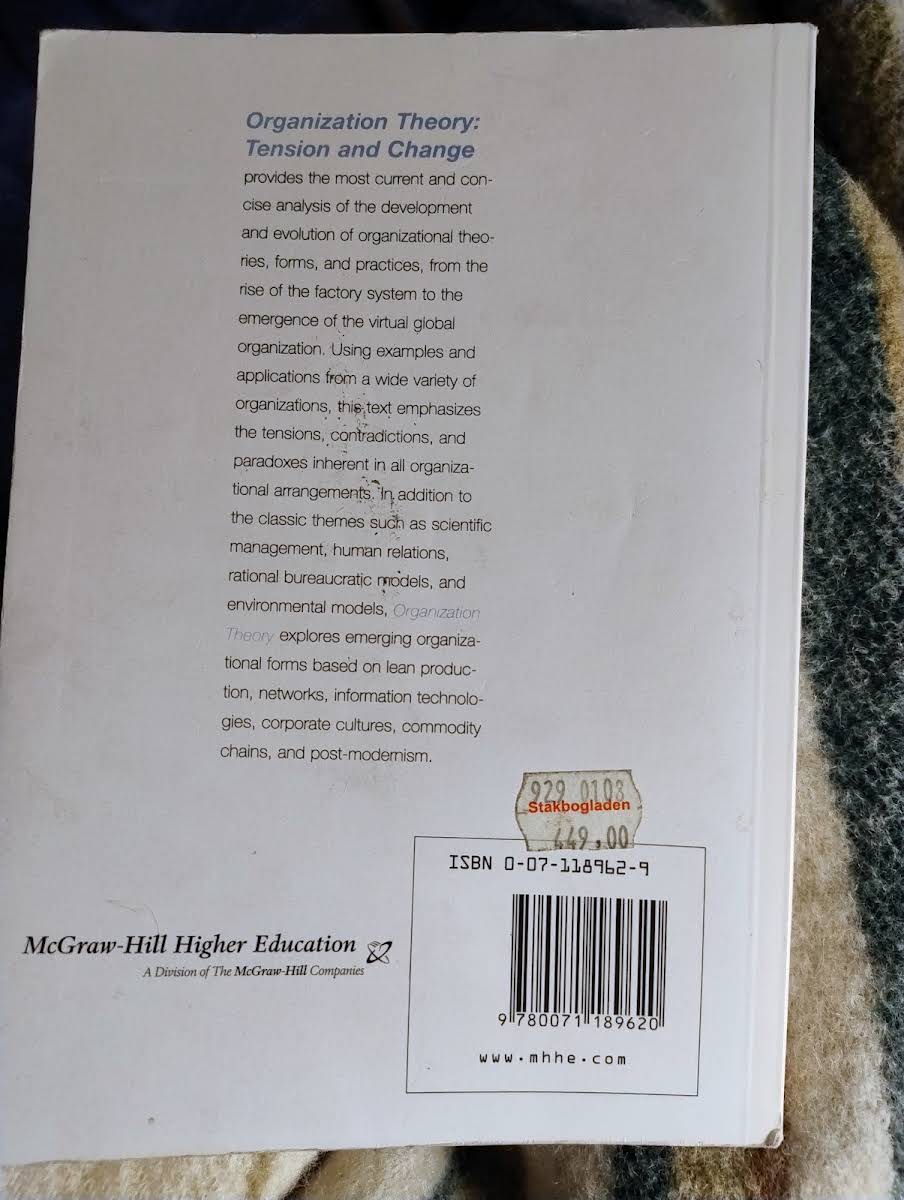 Organization Theory:
Tension and Change
provides the most current and con-
cise analysis of the development
and evolution of organizational theo-
ries, forms, and practices, from the
rise of the factory system to the
emergence of the virtual global
organization. Using examples and
applications from a wide variety of
organizations, this text emphasizes
the tensions, contradictions, and
paradoxes inherent in all organiza-
tional arrangements. In addition to
the classic themes such as scientific
management, human relations,
rational bureaucratic models, and
environmental models, Organization
Theory explores emerging organiza-
tional forms based on lean produc-
tion, networks, information technolo-
gies, corporate cultures, commodity
chains, and post-modernism.
929 0103
Stakbogladen
449,00
ISBN 0-07-118962-9
McGraw-Hill Higher Education
A Division of The McGraw-Hill Companies
9 780071 189620
www.mhhe.com